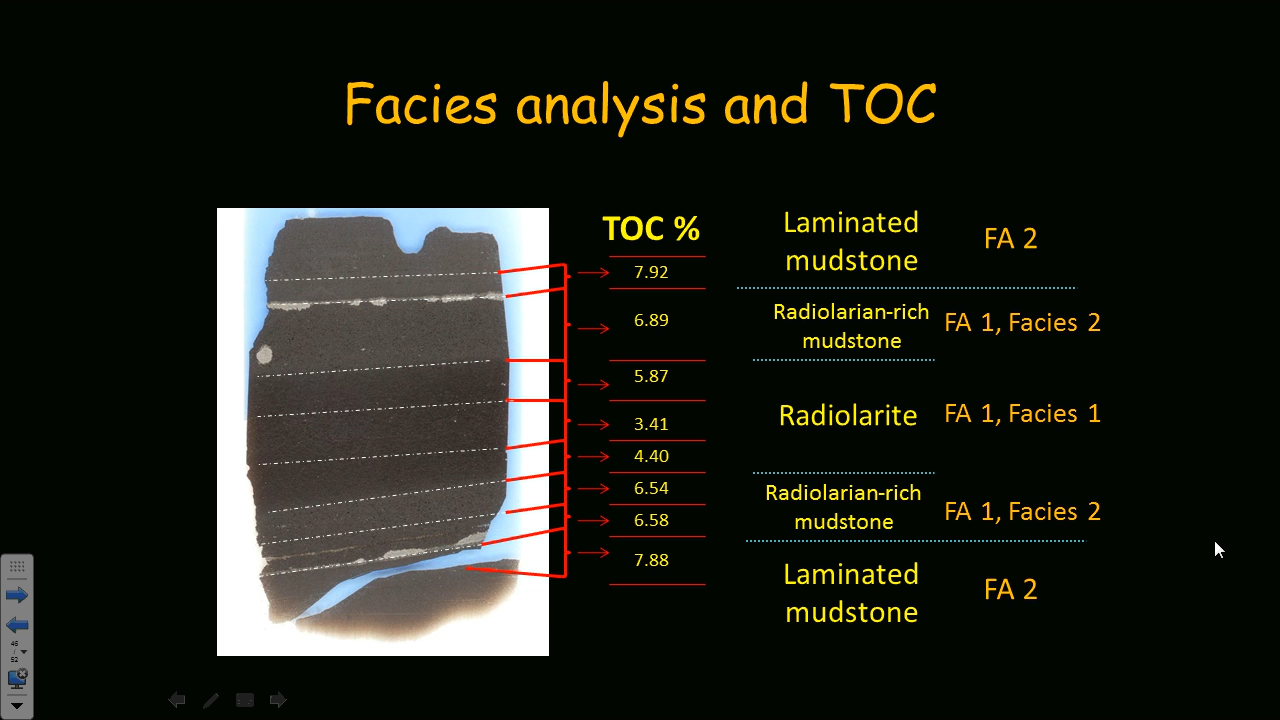 Facies analysis and TOC
TOC %
7.92
6.89
5.87
3.41
4.40
6.54
6.58
7.88
Laminated
mudstone
FA 2
Radiolarian-rich
mudstone
FA 1, Facies 2
Radiolarite
FA 1, Facies 1
Radiolarian-rich
mudstone
FA 1, Facies 2
Laminated
mudstone
FA 2
46
/
52